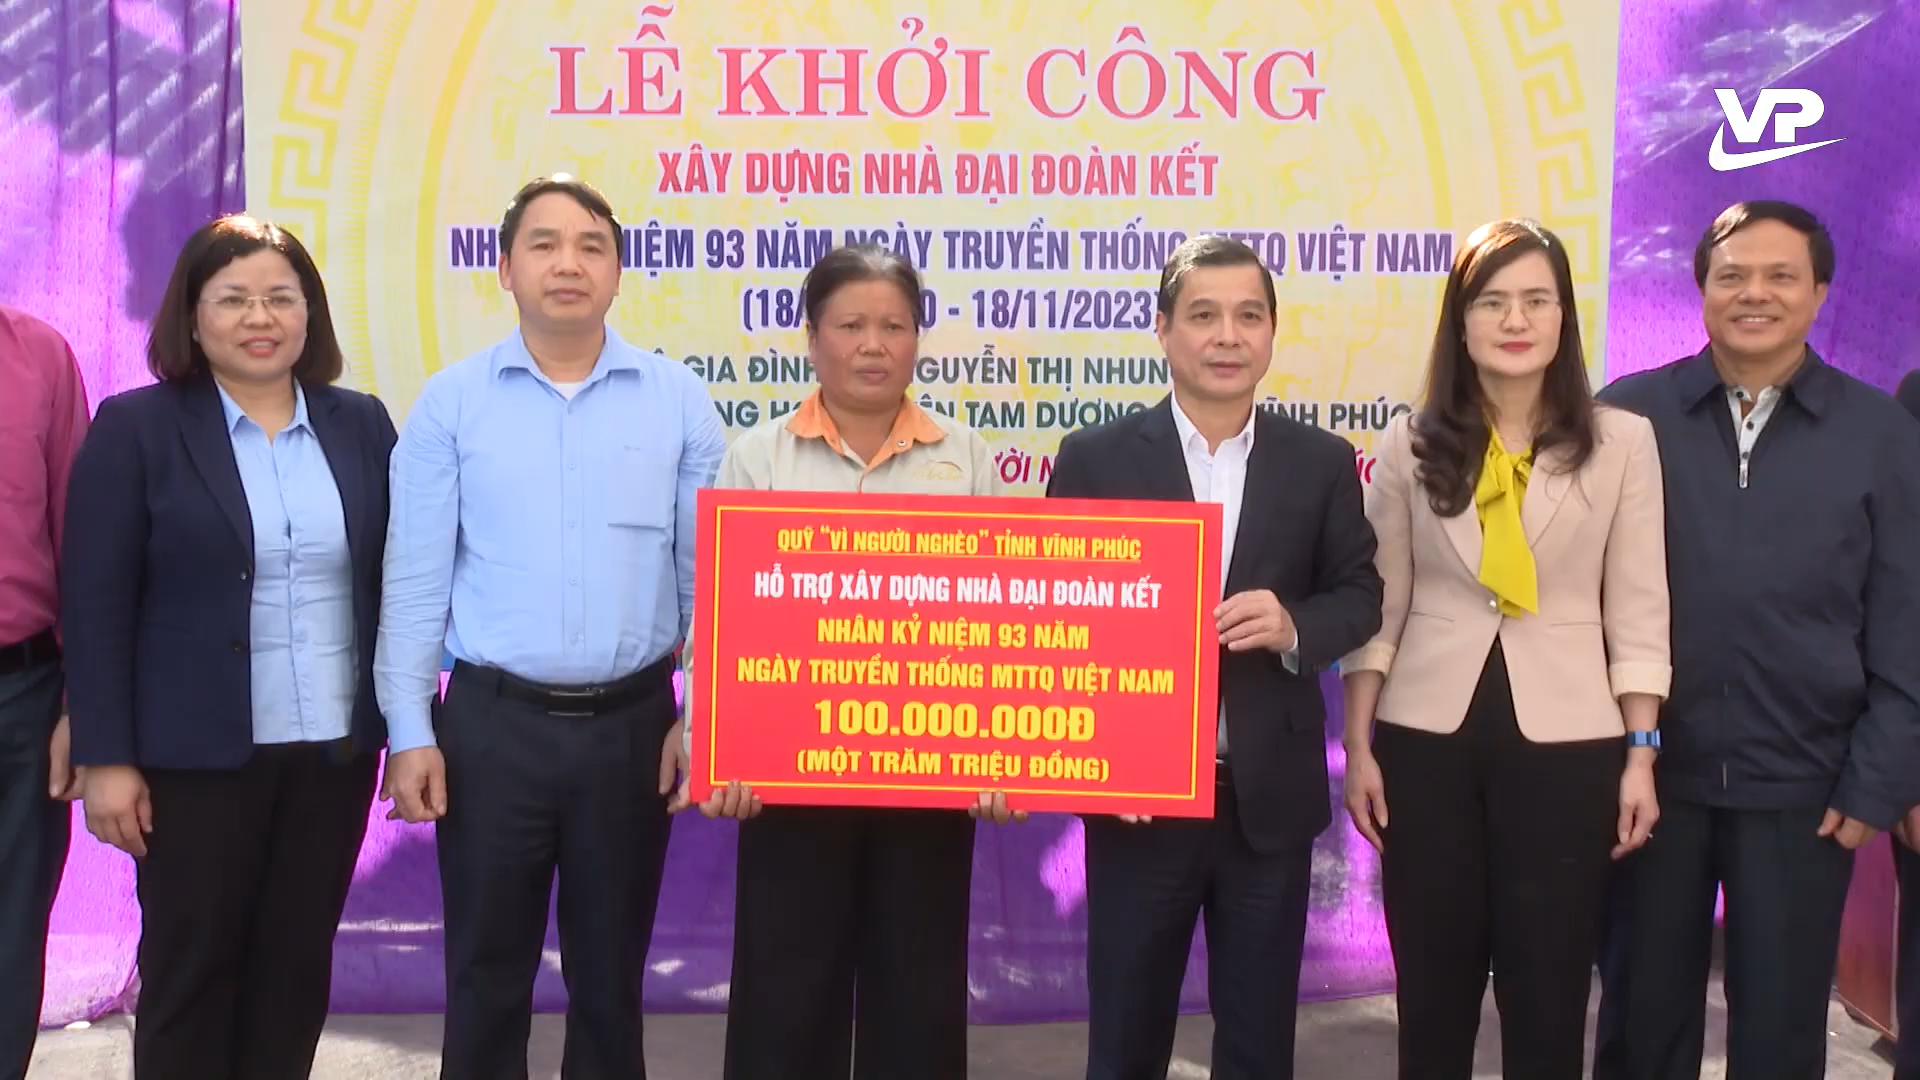 LỄ KHỞI CÔNG
VP
XÂY DỰNG NHÀ ĐẠI ĐOÀN KẾT
93 NĂM NGÀY TRUYỀN THỐNG MTTQ VIỆT NAM
- 18/11/2023)
GIA ĐÌNH NGUYỄN THỊ NHUNG
TAM DƯƠNG VĨNH PHÚC
QUỸ "VÌ NGƯỜI NGHÈO" TỈNH VĨNH PHÚC
HỖ TRỢ XÂY DỰNG NHÀ ĐẠI ĐOÀN KẾT
NHÂN KỶ NIỆM 93 NĂM
NGÀY TRUYỀN THỐNG MTTQ VIỆT NAM
100.000.000Đ
(MỘT TRĂM TRIỆU ĐỒNG)